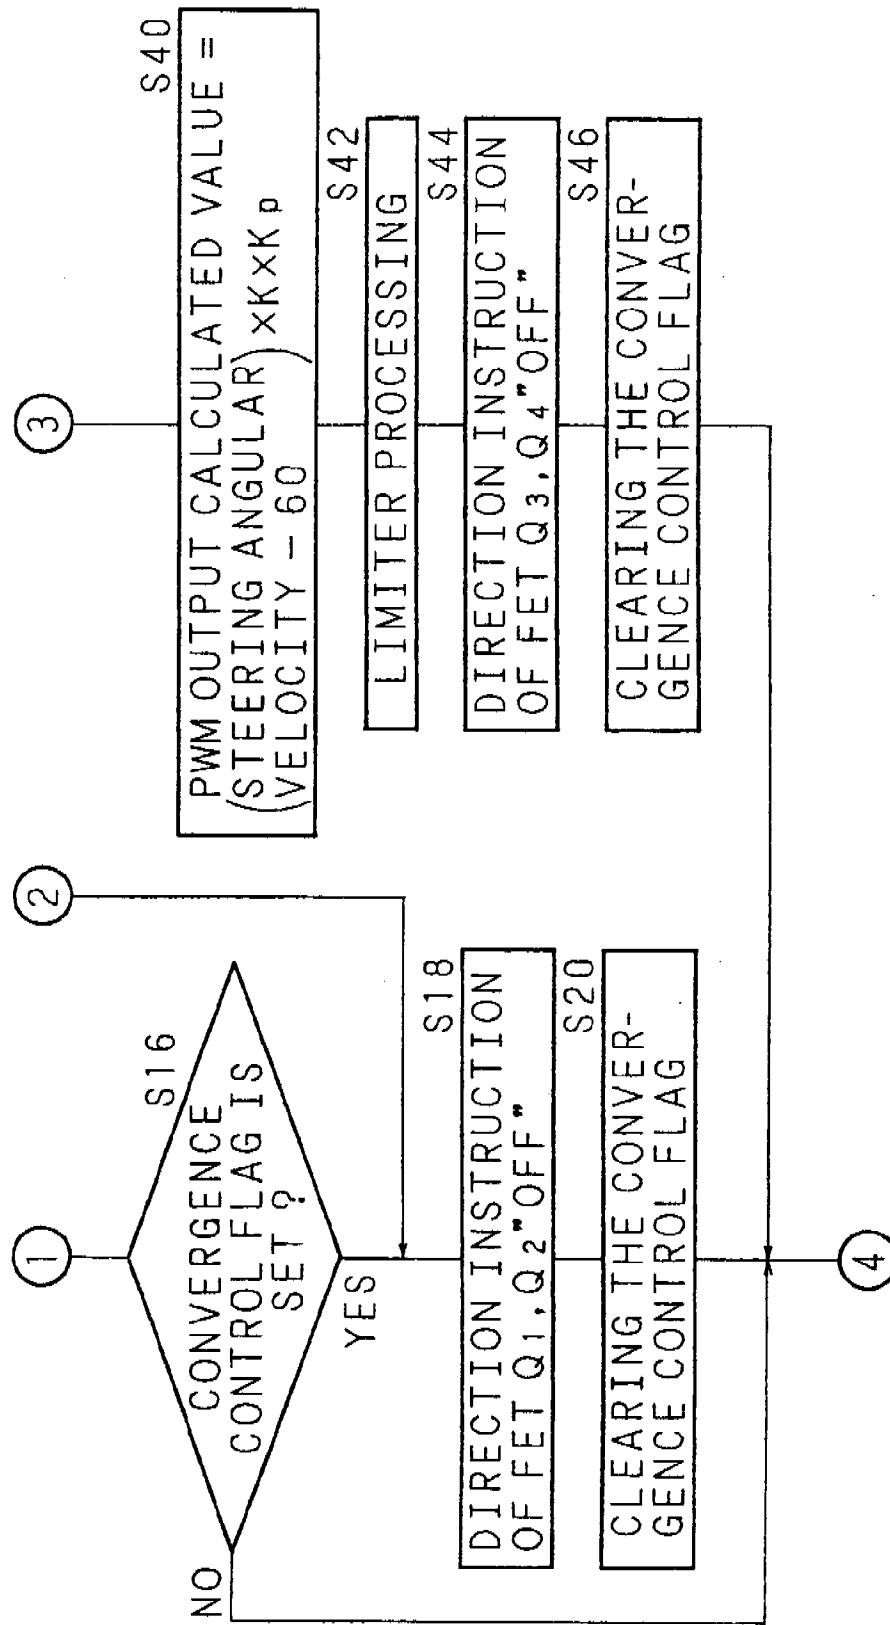 1
S16
CONVERGENCE
CONTROL FLAG IS
SET ?
NO
YES
2
S18
DIRECTION INSTRUCTION
OF FET Q1, Q2 "OFF"
S20
CLEARING THE CONVER-
GENCE CONTROL FLAG
4
3
S40
PWM OUTPUT CALCULATED VALUE =
(STEERING ANGULAR
VELOCITY - 60) ×K×Kp
S42
LIMITER PROCESSING
S44
DIRECTION INSTRUCTION
OF FET Q3, Q4 "OFF"
S46
CLEARING THE CONVER-
GENCE CONTROL FLAG